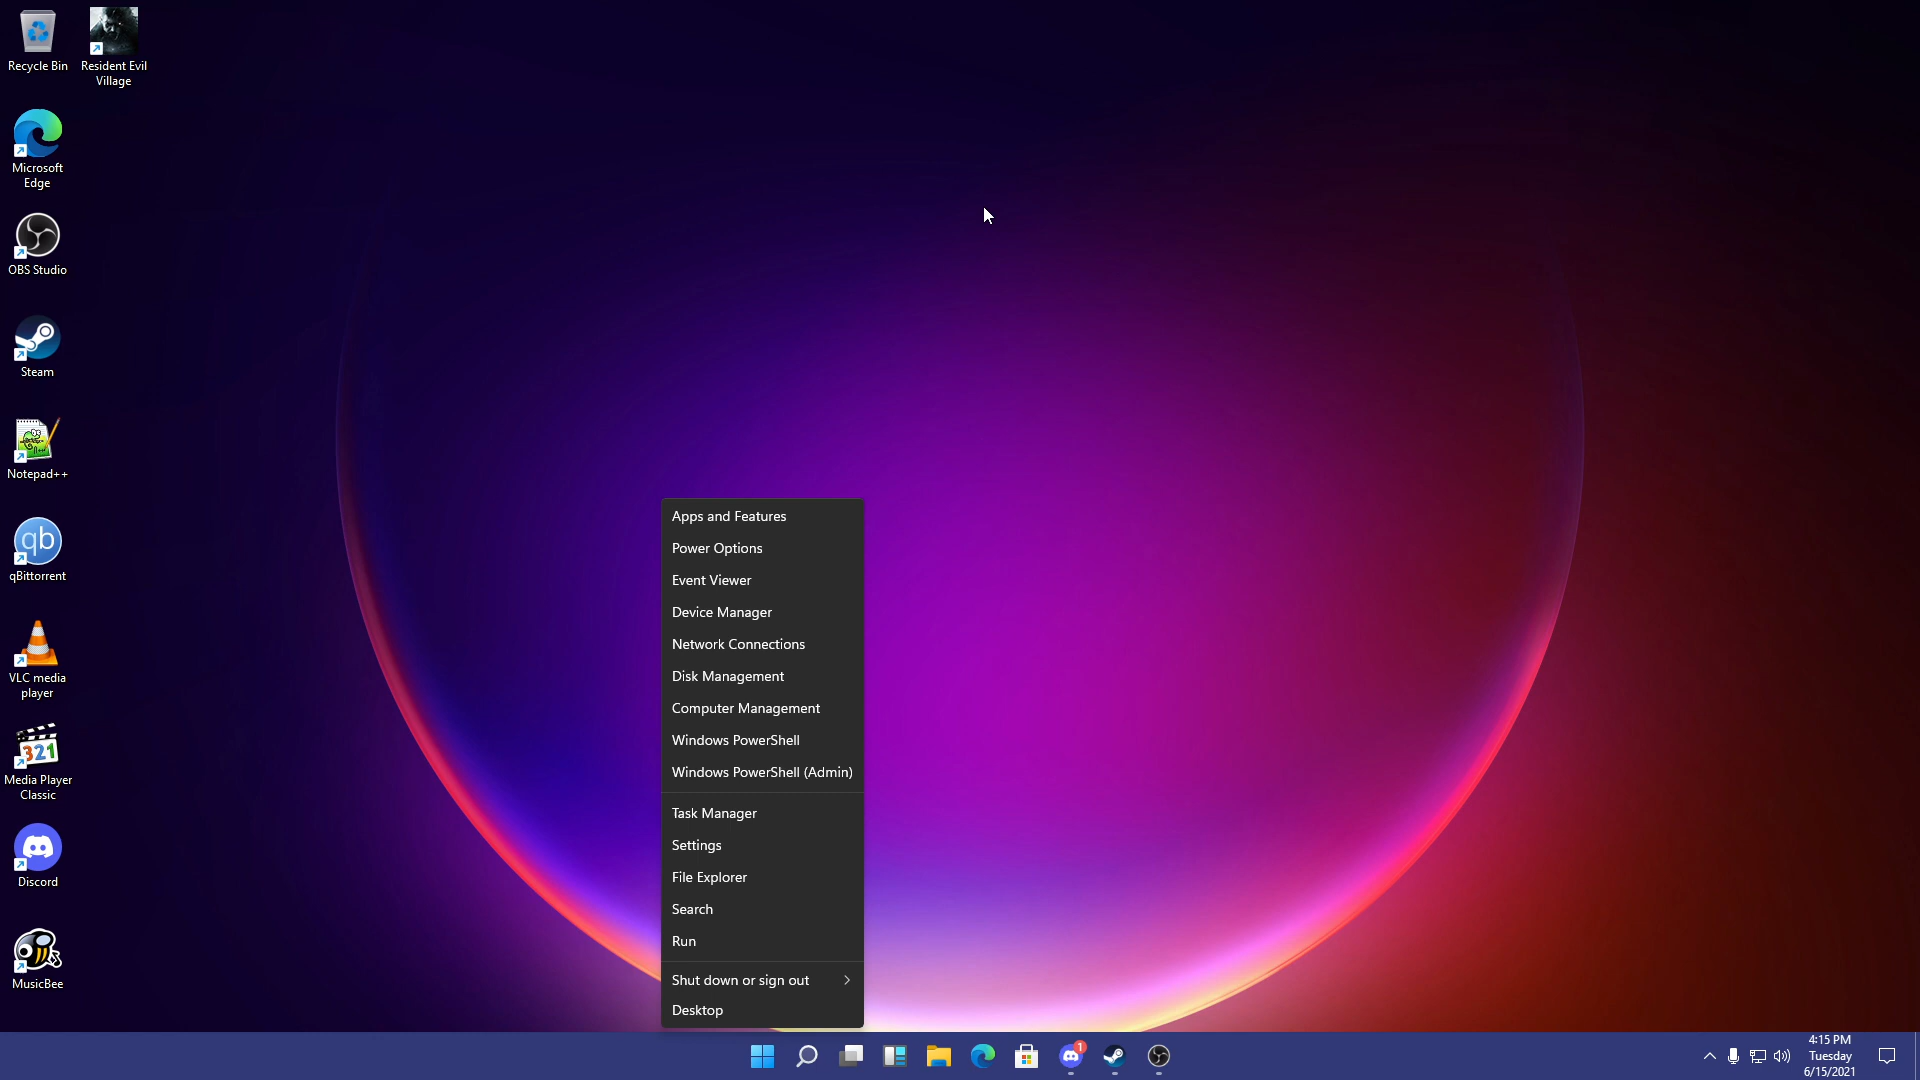 Recycle Bin
Resident Evil
Village
Microsoft
Edge
OBS Studio
Steam
Notepad++
qb
qBittorrent
VLC media
player
321
Media Player
Classic
Discord
MusicBee
Apps and Features
Power Options
Event Viewer
Device Manager
Network Connections
Disk Management
Computer Management
Windows PowerShell
Windows PowerShell (Admin)
Task Manager
Settings
File Explorer
Search
Run
Shut down or sign out
Desktop
1
4:15 PM
Tuesday
6/15/2021